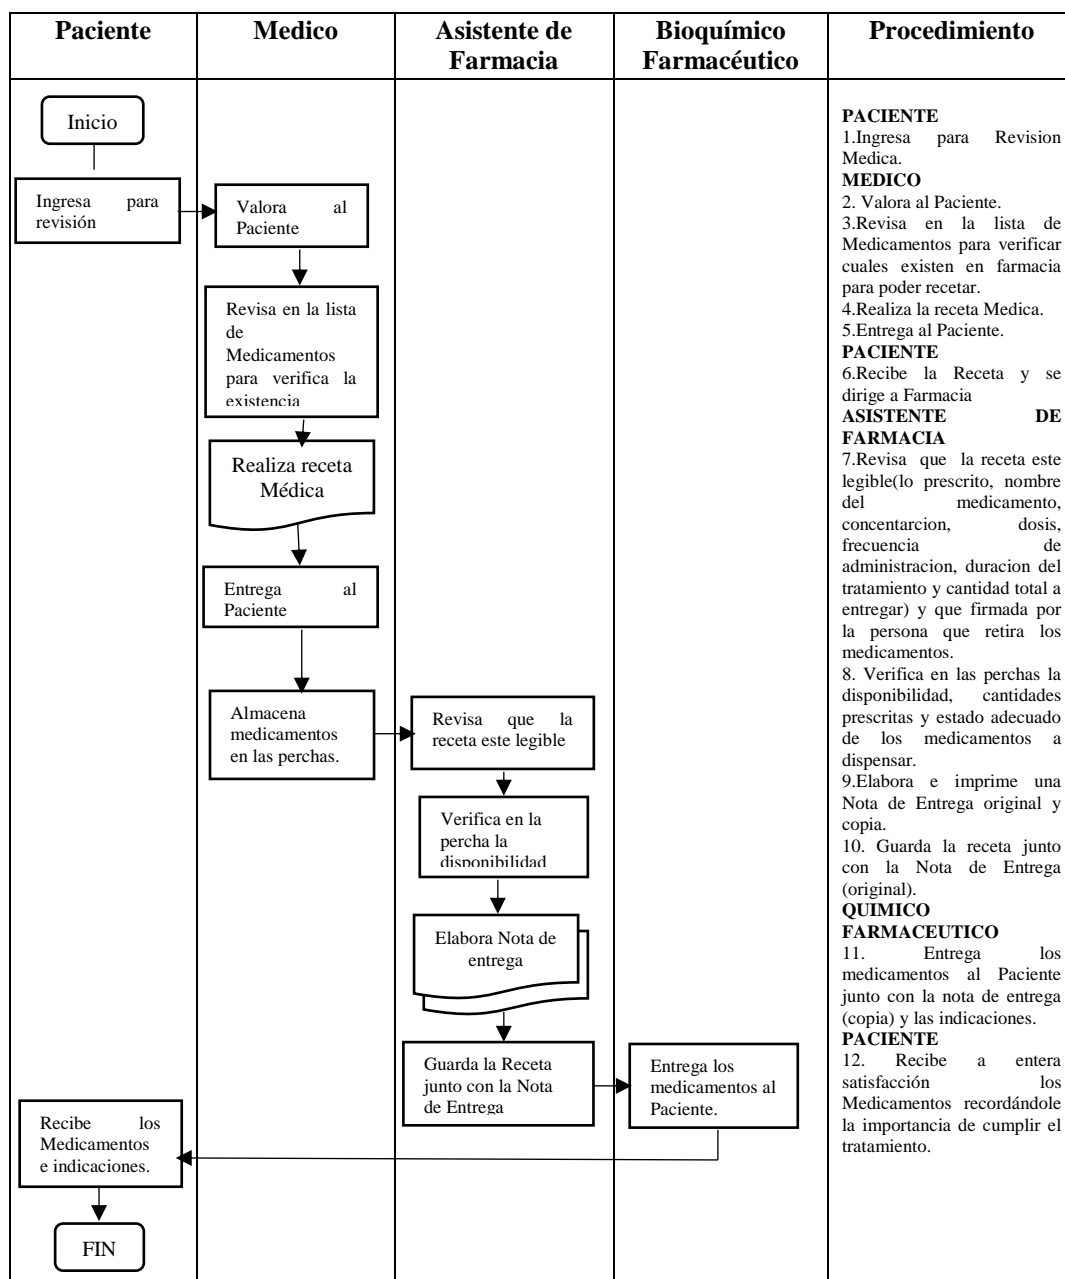 Paciente
Medico
Asistente de
Farmacia
Bioquímico
Farmacéutico
Procedimiento
Inicio
Ingresa para
revisión
Valora al
Paciente
Revisa en la lista
de
Medicamentos
para verifica la
existencia
Realiza receta
Médica
Entrega al
Paciente
Almacena
medicamentos
en las perchas.
Revisa que la
receta este legible
Verifica en la
percha la
disponibilidad
Elabora Nota de
entrega
Guarda la Receta
junto con la Nota
de Entrega
Entrega los
medicamentos al
Paciente.
Recibe los
Medicamentos
e indicaciones.
FIN
PACIENTE
1.Ingresa para Revision
Medica.
MEDICO
2. Valora al Paciente.
3.Revisa en la lista de
Medicamentos para verificar
cuales existen en farmacia
para poder recetar.
4.Realiza la receta Medica.
5.Entrega al Paciente.
PACIENTE
6.Recibe la Receta y se
dirige a Farmacia
ASISTENTE DE
FARMACIA
7.Revisa que la receta este
legible(lo prescrito, nombre
del medicamento,
concentarcion, dosis,
frecuencia de
administracion, duracion del
tratamiento y cantidad total a
entregar) y que firmada por
la persona que retira los
medicamentos.
8. Verifica en las perchas la
disponibilidad, cantidades
prescritas y estado adecuado
de los medicamentos a
dispensar.
9.Elabora e imprime una
Nota de Entrega original y
copia.
10. Guarda la receta junto
con la Nota de Entrega
(original).
QUIMICO
FARMACEUTICO
11. Entrega los
medicamentos al Paciente
junto con la nota de entrega
(copia) y las indicaciones.
PACIENTE
12. Recibe a entera
satisfacción los
Medicamentos recordándole
la importancia de cumplir el
tratamiento.